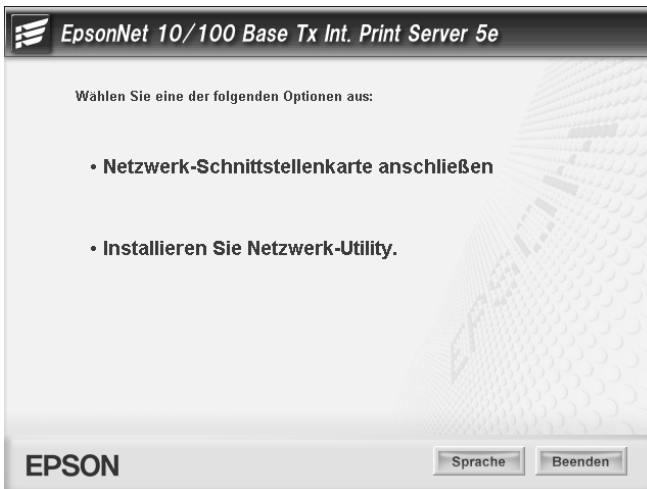 EpsonNet 10/100 Base Tx Int. Print Server 5e
Wählen Sie eine der folgenden Optionen aus:
• Netzwerk-Schnittstellenkarte anschließen
• Installieren Sie Netzwerk-Utility.
EPSON
EPSON
Sprache
Beenden